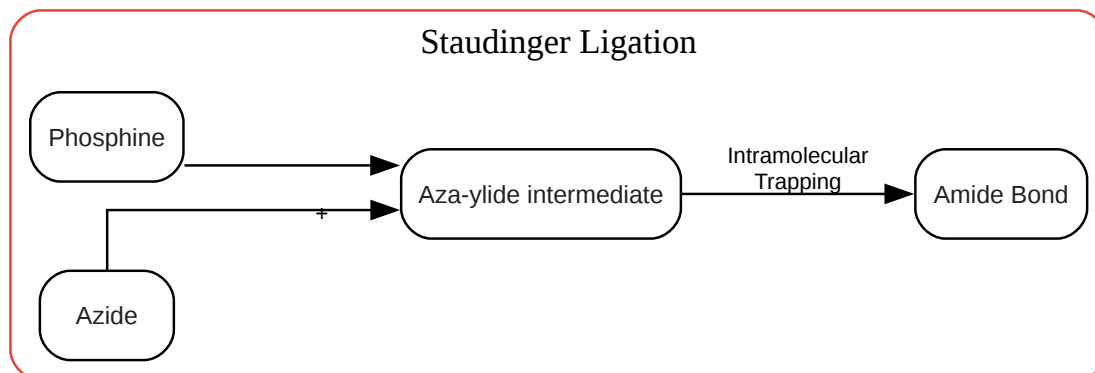 Staudinger Ligation
Phosphine
Intramolecular
Trapping
Aza-ylide intermediate
Amide Bond
+
Azide